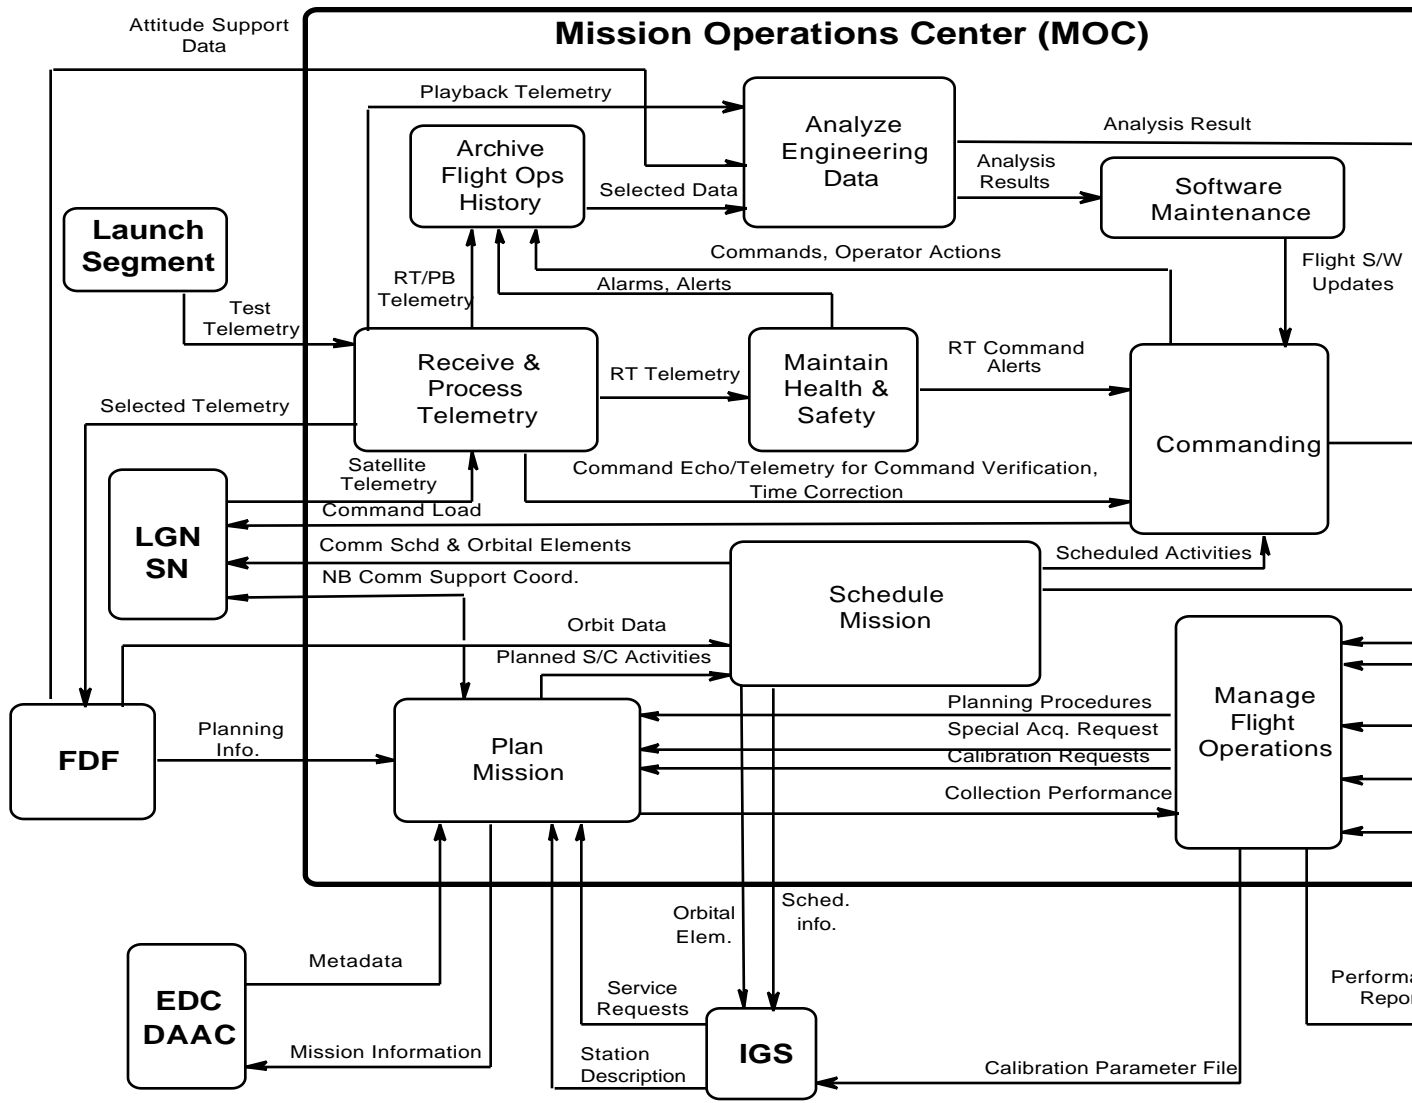 Attitude Support
Data
Mission Operations Center (MOC)
Playback Telemetry
Analyze
Engineering
Data
Analysis Result
Archive
Flight Ops
History
Selected Data
Analysis
Results
Software
Maintenance
Launch
Segment
Commands, Operator Actions
Flight S/W
Updates
RT/PB
Telemetry
Alarms, Alerts
Test
Telemetry
Receive &
Process
Telemetry
RT Telemetry
Maintain
Health &
Safety
RT Command
Alerts
Commanding
Selected Telemetry
Satellite
Telemetry
Command Echo/Telemetry for Command Verification,
Time Correction
Command Load
LGN
SN
Comm Schd & Orbital Elements
Scheduled Activities
NB Comm Support Coord.
Schedule
Mission
Orbit Data
Planned S/C Activities
Planning Procedures
Manage
Flight
Operations
Planning
Info.
FDF
Plan
Mission
Special Acq. Request
Calibration Requests
Collection Performance
Orbital
Elem.
Sched.
info.
Metadata
EDC
DAAC
Service
Requests
Performa
Repor
IGS
Mission Information
Station
Description
Calibration Parameter File